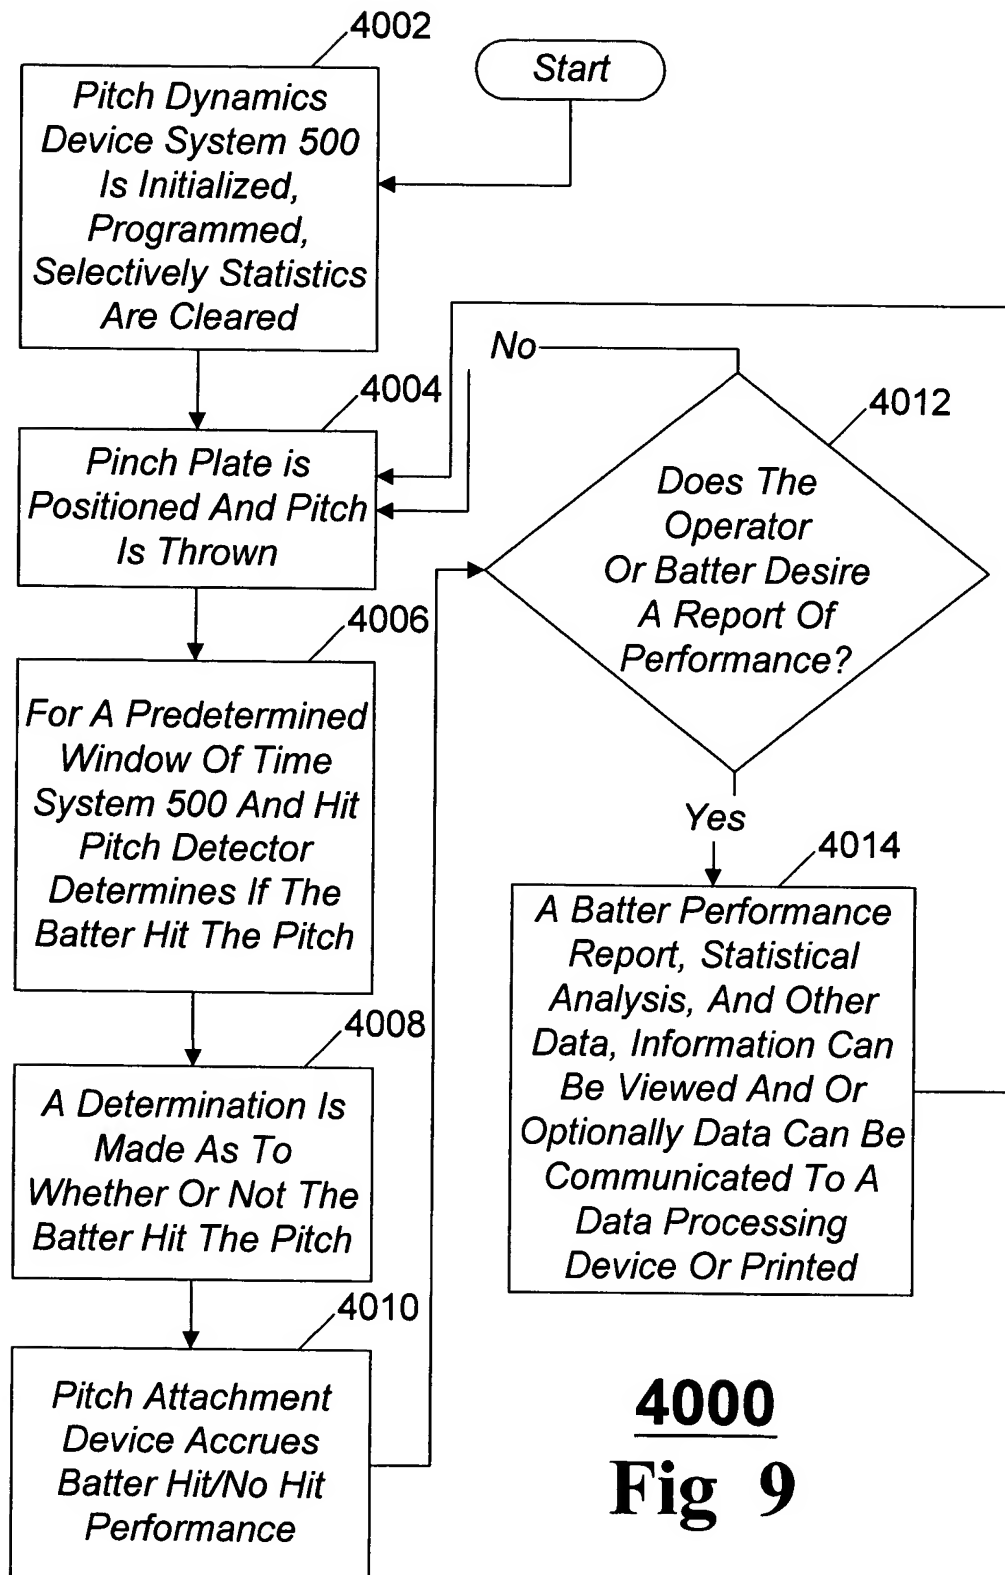 Start
4002
Pitch Dynamics
Device System 500
Is Initialized,
Programmed,
Selectively Statistics
Are Cleared
4004
Pinch Plate is
Positioned And Pitch
Is Thrown
4006
For A Predetermined
Window Of Time
System 500 And Hit
Pitch Detector
Determines If The
Batter Hit The Pitch
4008
A Determination Is
Made As To
Whether Or Not The
Batter Hit The Pitch
4010
Pitch Attachment
Device Accrues
Batter Hit/No Hit
Performance
4012
Does The
Operator
Or Batter Desire
A Report Of
Performance?
No
Yes
4014
A Batter Performance
Report, Statistical
Analysis, And Other
Data, Information Can
Be Viewed And Or
Optionally Data Can Be
Communicated To A
Data Processing
Device Or Printed
4000
Fig 9